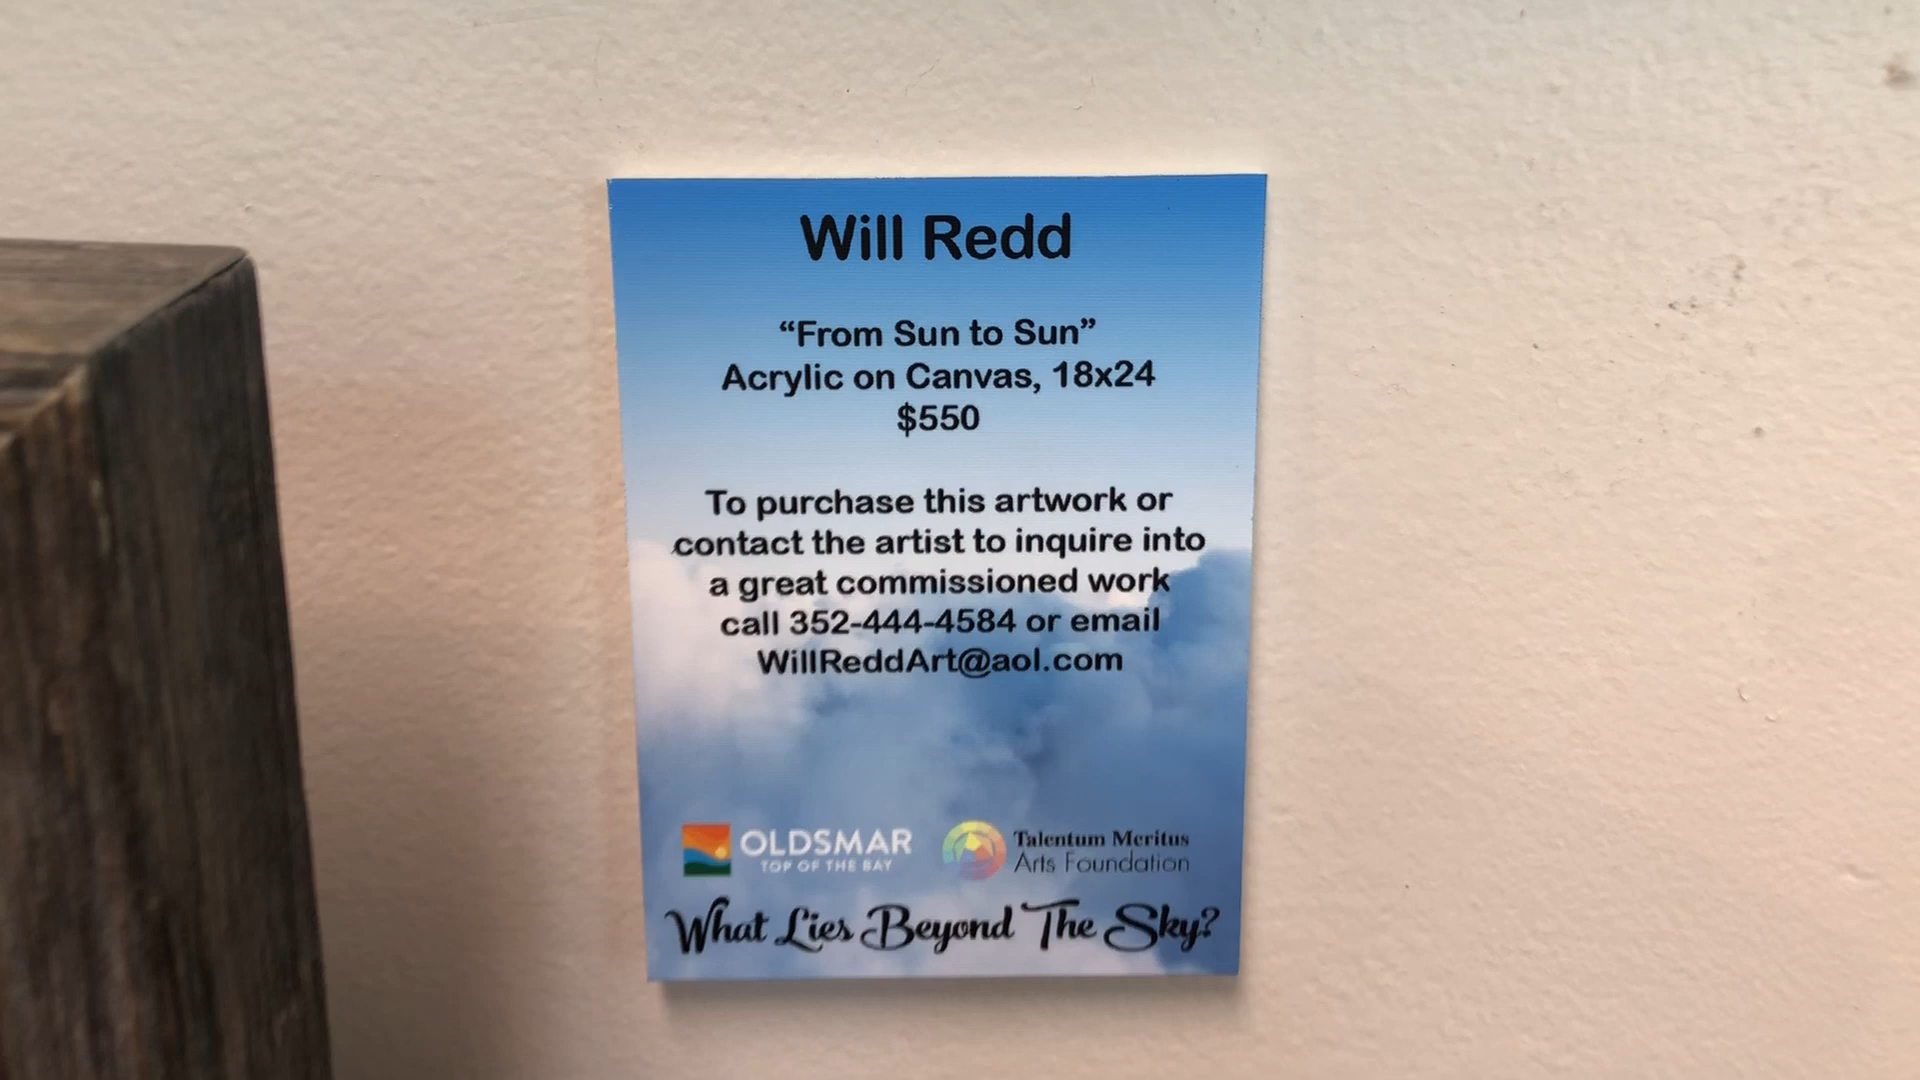 Will Redd
“From Sun to Sun”
Acrylic on Canvas, 18x24
$550
To purchase this artwork or
contact the artist to inquire into
a great commissioned work
call 352-444-4584 or email
WillReddArt@aol.com
OLDSMAR
TOP OF THE BAY
Talentum Meritus
Arts Foundation
What Lies Beyond The Sky?